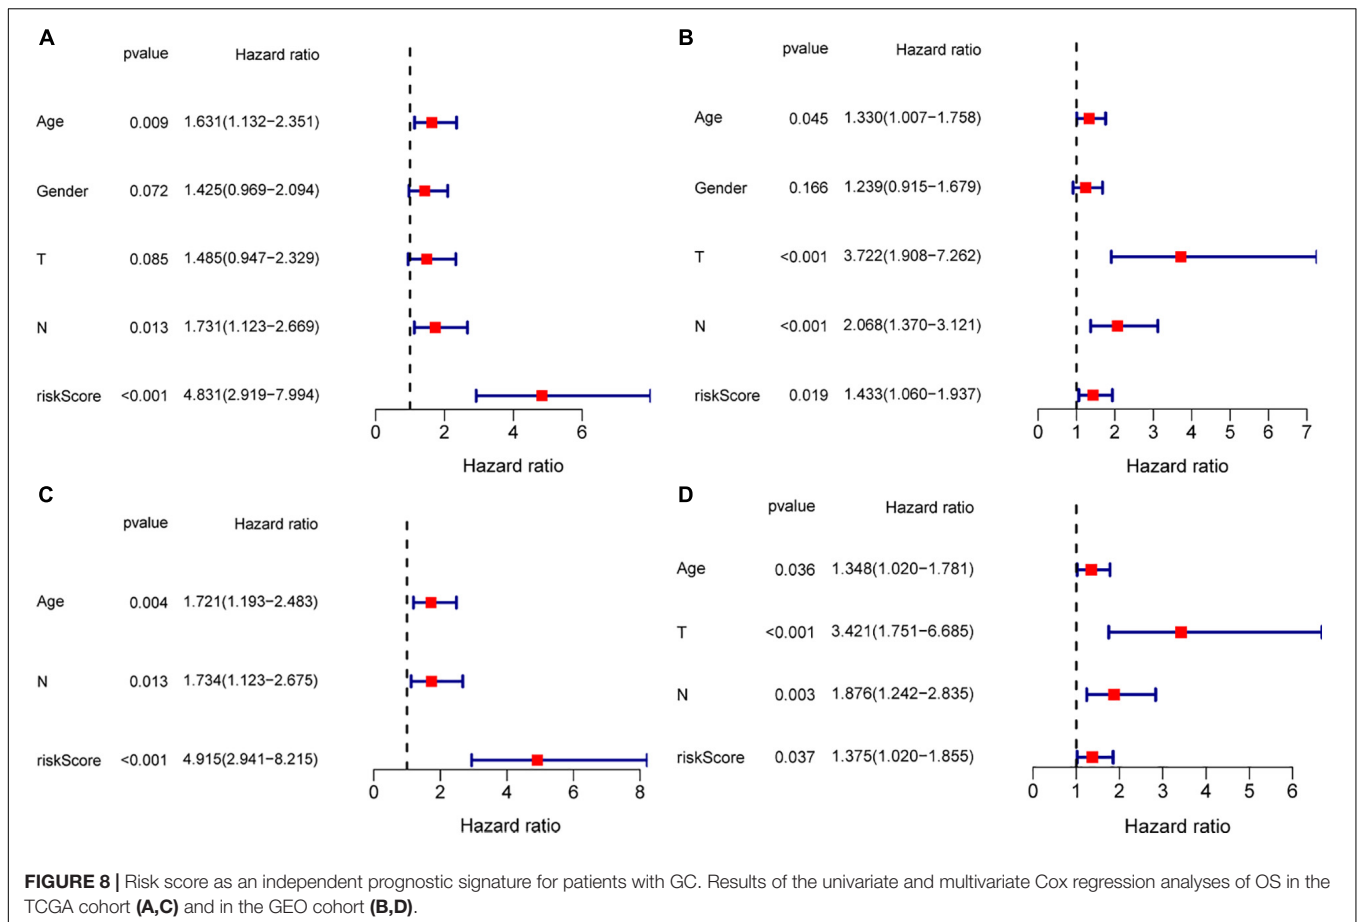 A
pvalue Hazard ratio
Age 0.009 1.631(1.132−2.351)
Gender 0.072 1.425(0.969−2.094)
T 0.085 1.485(0.947−2.329)
N 0.013 1.731(1.123−2.669)
riskScore <0.001 4.831(2.919−7.994)
0 2 4 6
Hazard ratio
B
pvalue Hazard ratio
Age 0.045 1.330(1.007−1.758)
Gender 0.166 1.239(0.915−1.679)
T <0.001 3.722(1.908−7.262)
N <0.001 2.068(1.370−3.121)
riskScore 0.019 1.433(1.060−1.937)
0 1 2 3 4 5 6 7
Hazard ratio
C
pvalue Hazard ratio
Age 0.004 1.721(1.193−2.483)
N 0.013 1.734(1.123−2.675)
riskScore <0.001 4.915(2.941−8.215)
0 2 4 6 8
Hazard ratio
D
pvalue Hazard ratio
Age 0.036 1.348(1.020−1.781)
T <0.001 3.421(1.751−6.685)
N 0.003 1.876(1.242−2.835)
riskScore 0.037 1.375(1.020−1.855)
0 1 2 3 4 5 6
Hazard ratio
FIGURE 8 | Risk score as an independent prognostic signature for patients with GC. Results of the univariate and multivariate Cox regression analyses of OS in the
TCGA cohort (A,C) and in the GEO cohort (B,D).